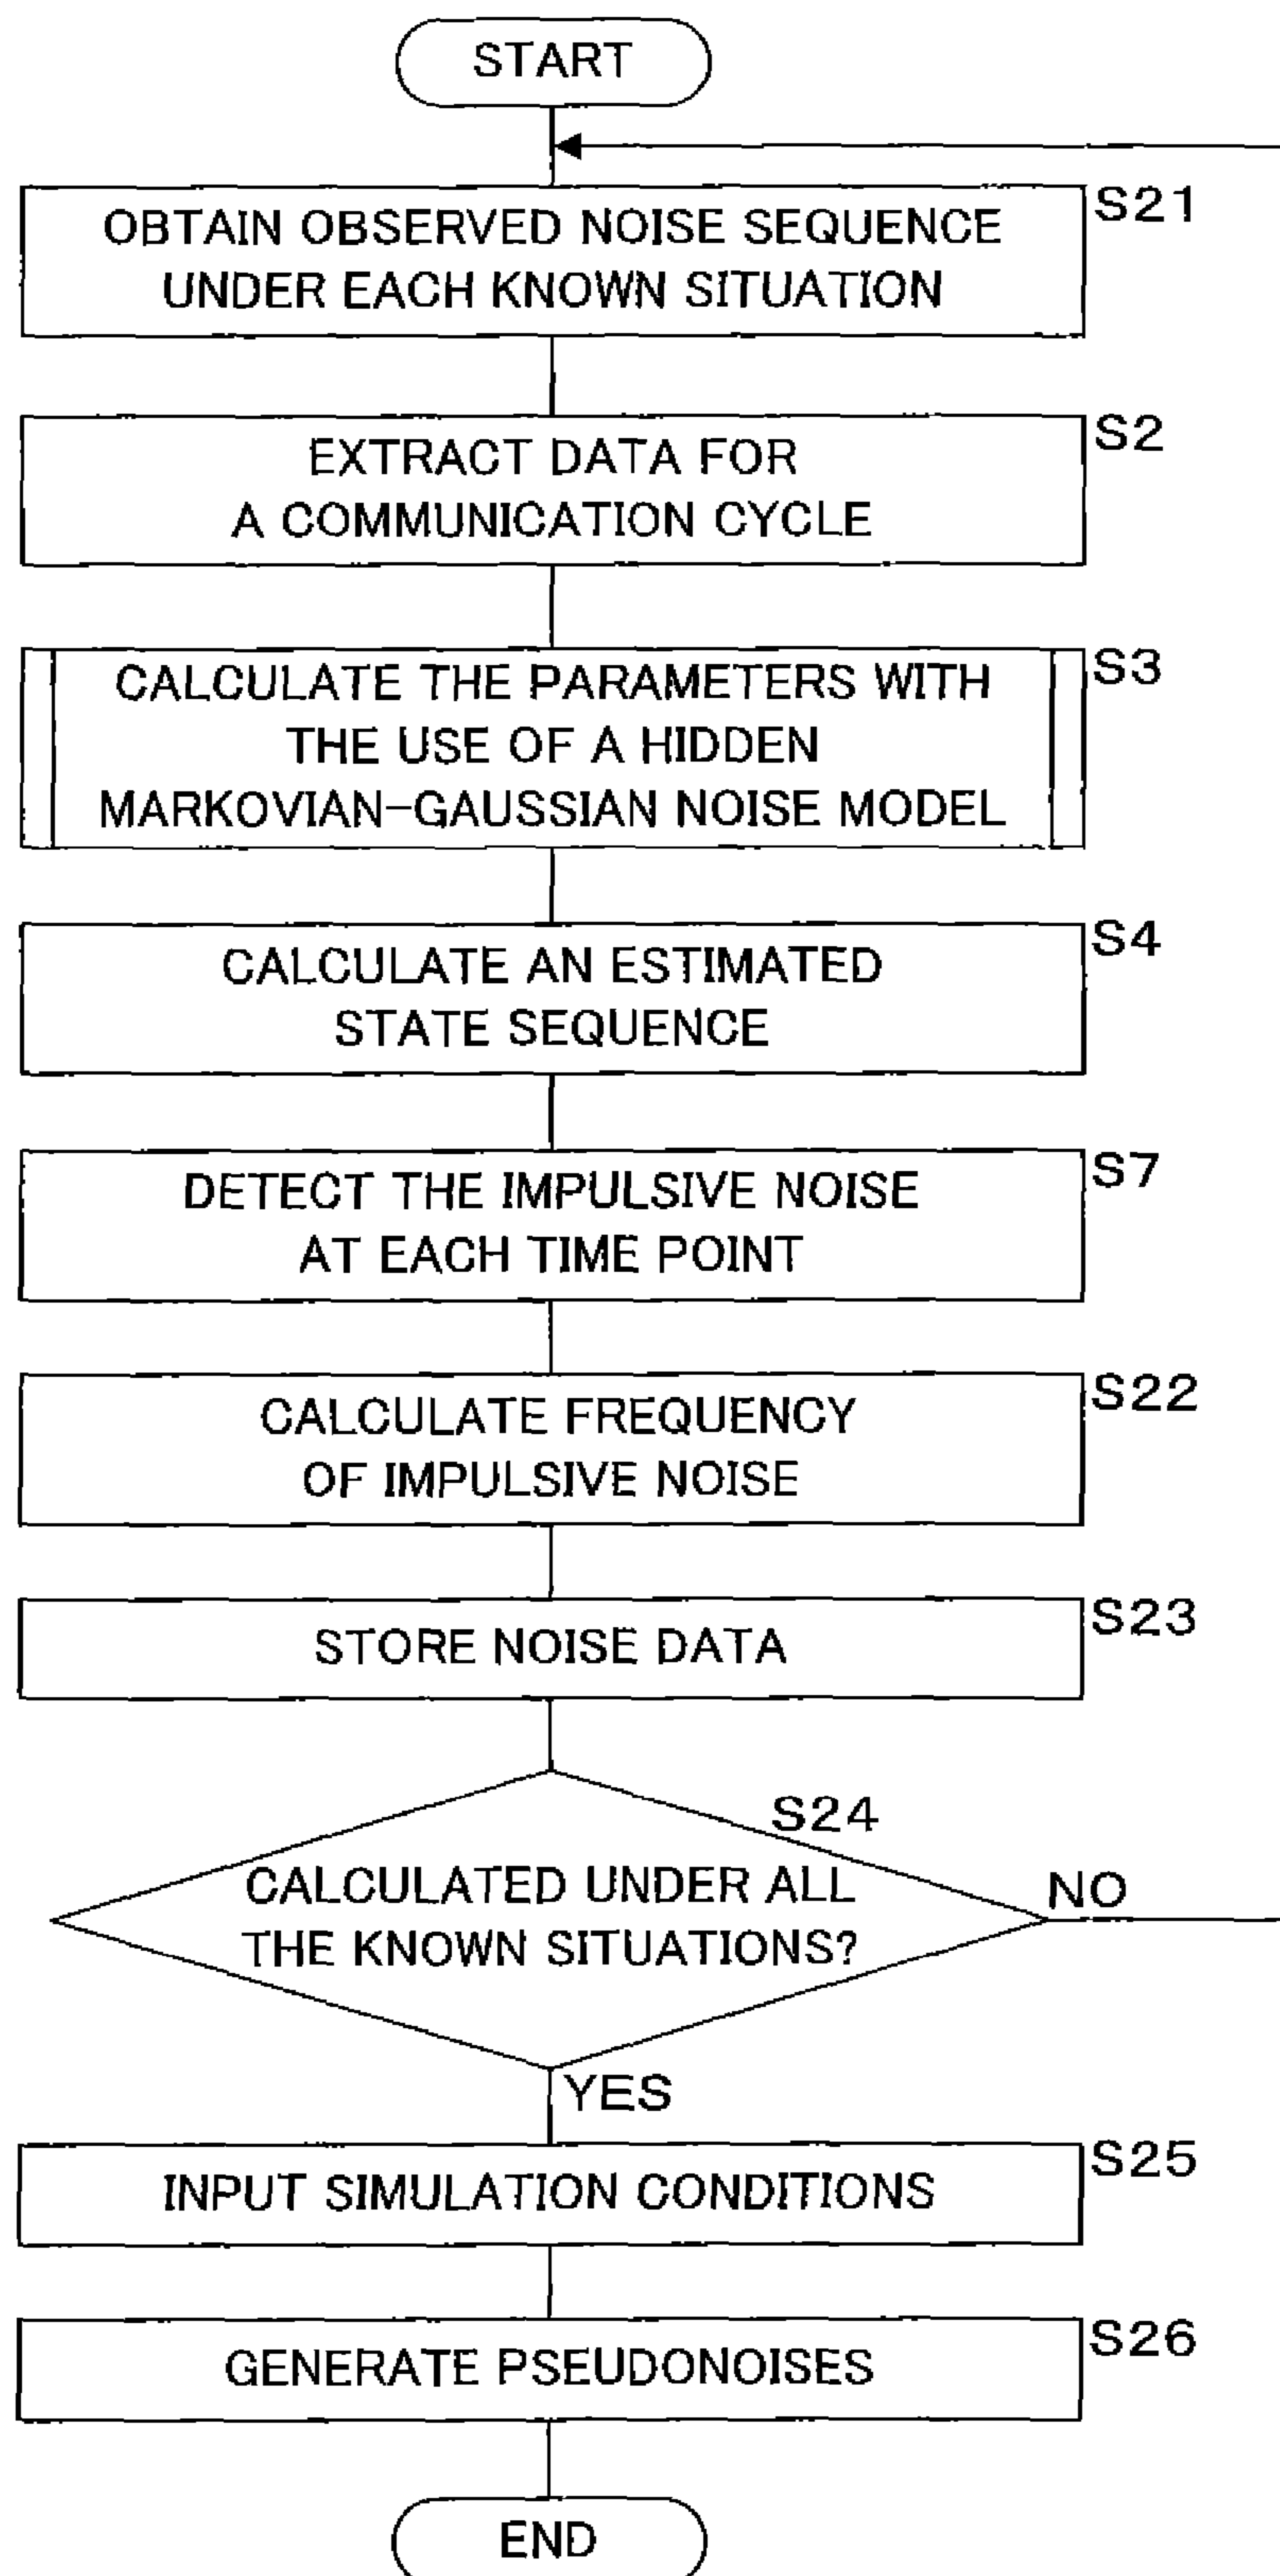 START
OBTAIN OBSERVED NOISE SEQUENCE
UNDER EACH KNOWN SITUATION
S21
EXTRACT DATA FOR
A COMMUNICATION CYCLE
S2
CALCULATE THE PARAMETERS WITH
THE USE OF A HIDDEN
MARKOVIAN-GAUSSIAN NOISE MODEL
S3
CALCULATE AN ESTIMATED
STATE SEQUENCE
S4
DETECT THE IMPULSIVE NOISE
AT EACH TIME POINT
S7
CALCULATE FREQUENCY
OF IMPULSIVE NOISE
S22
STORE NOISE DATA
S23
S24
CALCULATED UNDER ALL
THE KNOWN SITUATIONS?
NO
YES
INPUT SIMULATION CONDITIONS
S25
GENERATE PSEUDONOISES
S26
END